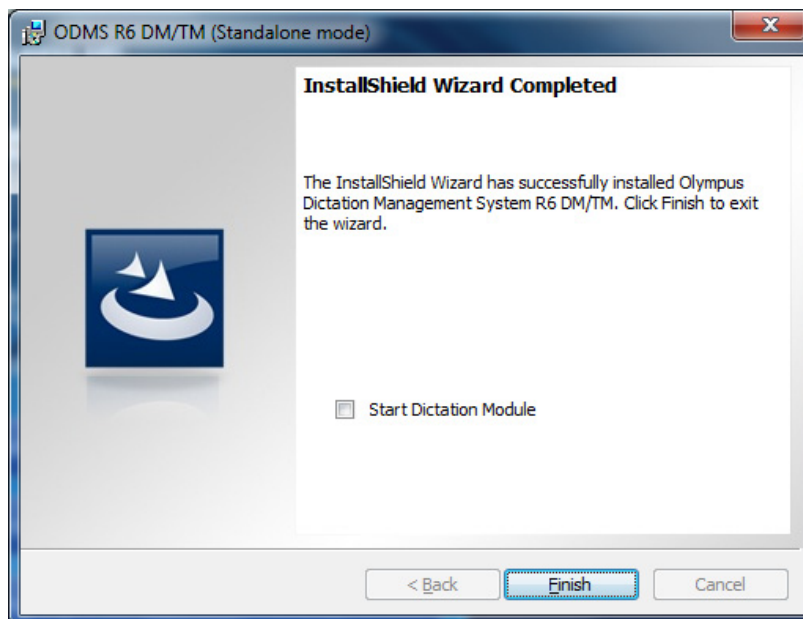 ODMS R6 DM/TM (Standalone mode)
InstallShield Wizard Completed
The InstallShield Wizard has successfully installed Olympus
Dictation Management System R6 DM/TM. Click Finish to exit
the wizard.
Start Dictation Module
< Back Finish Cancel